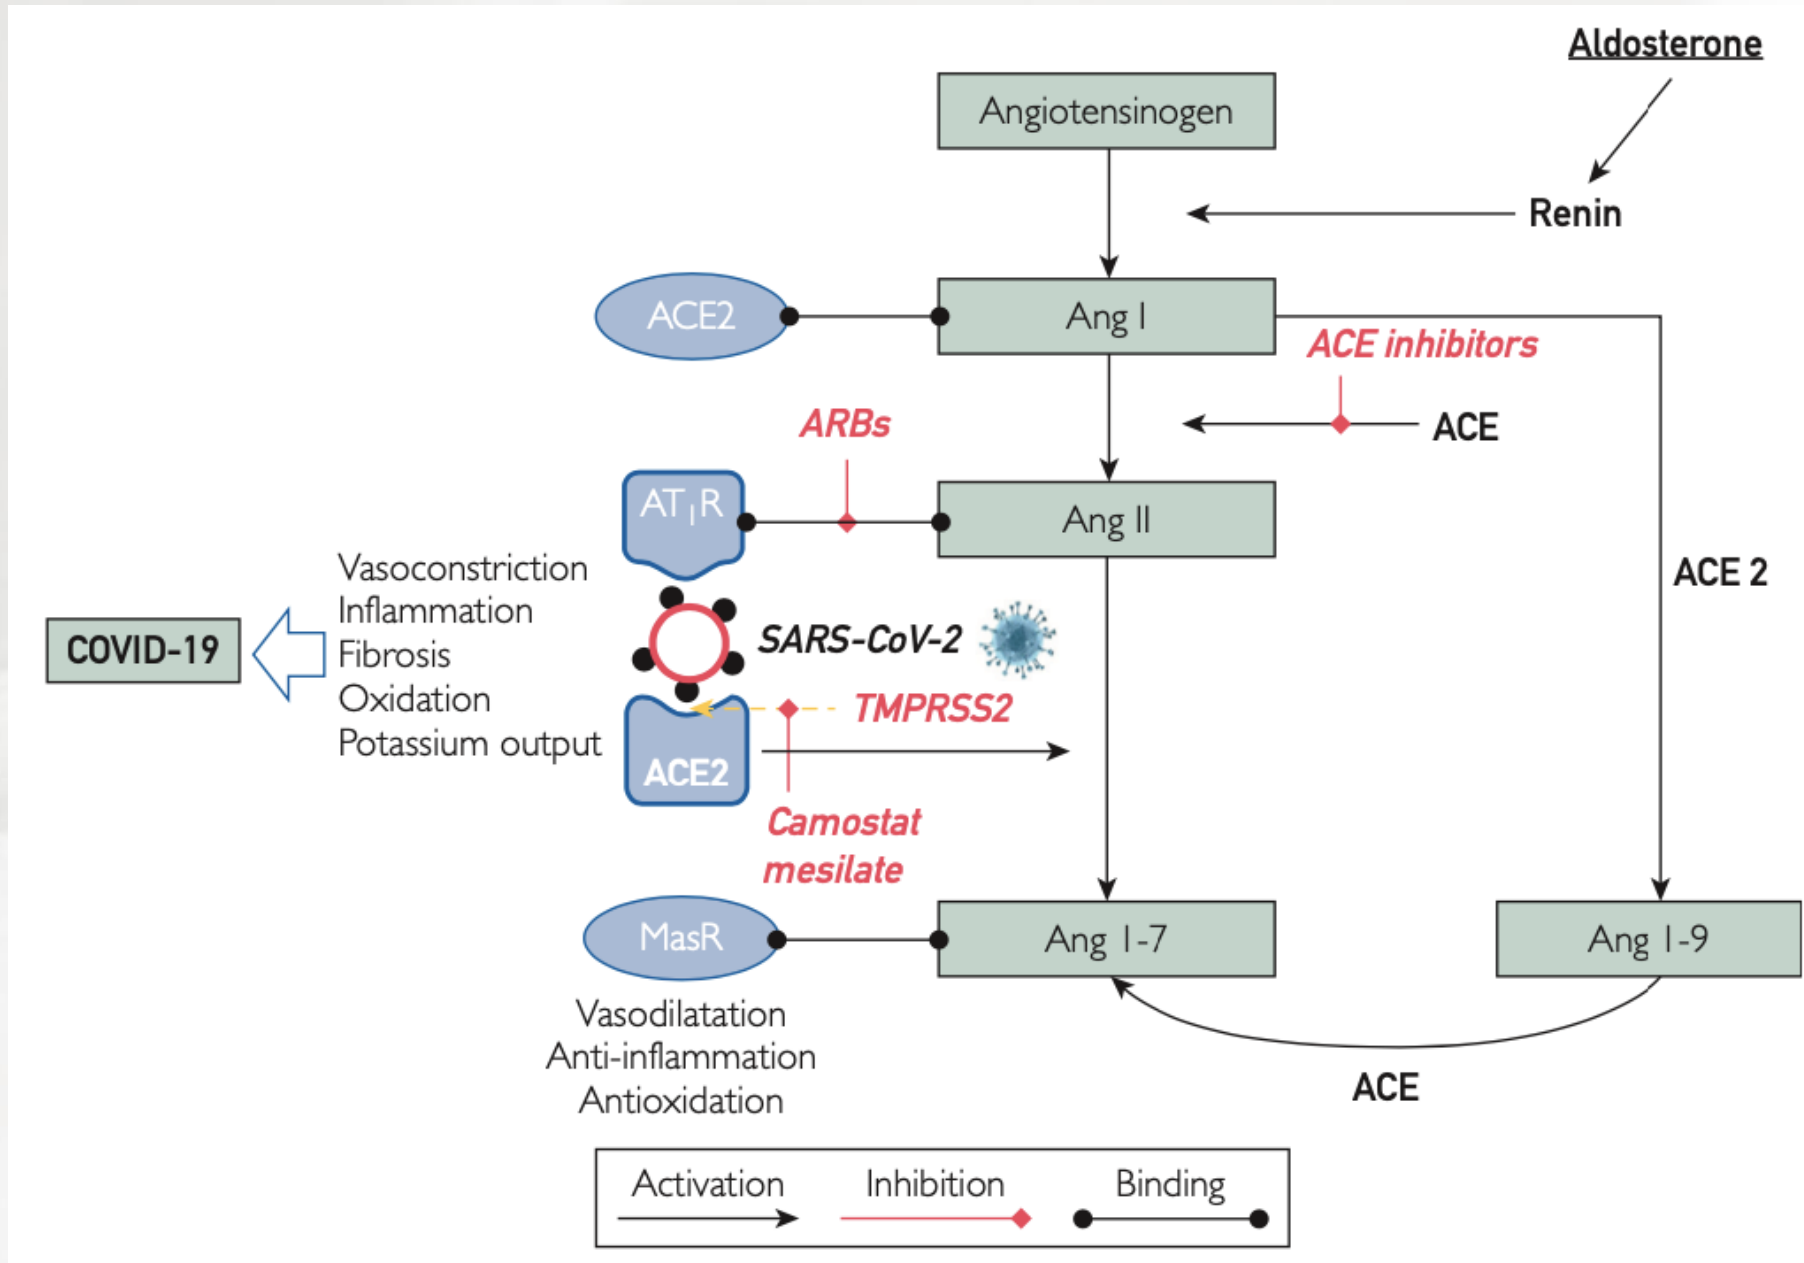 Aldosterone
Angiotensinogen
Renin
ACE2
Ang I
ACE inhibitors
ARBs
ACE
AT1R
Ang II
Vasoconstriction
Inflammation
Fibrosis
Oxidation
Potassium output
COVID-19
SARS-CoV-2
ACE 2
TMPRSS2
ACE2
Camostat
mesilate
MasR
Ang 1-7
Ang 1-9
Vasodilatation
Anti-inflammation
Antioxidation
ACE
Activation
Inhibition
Binding